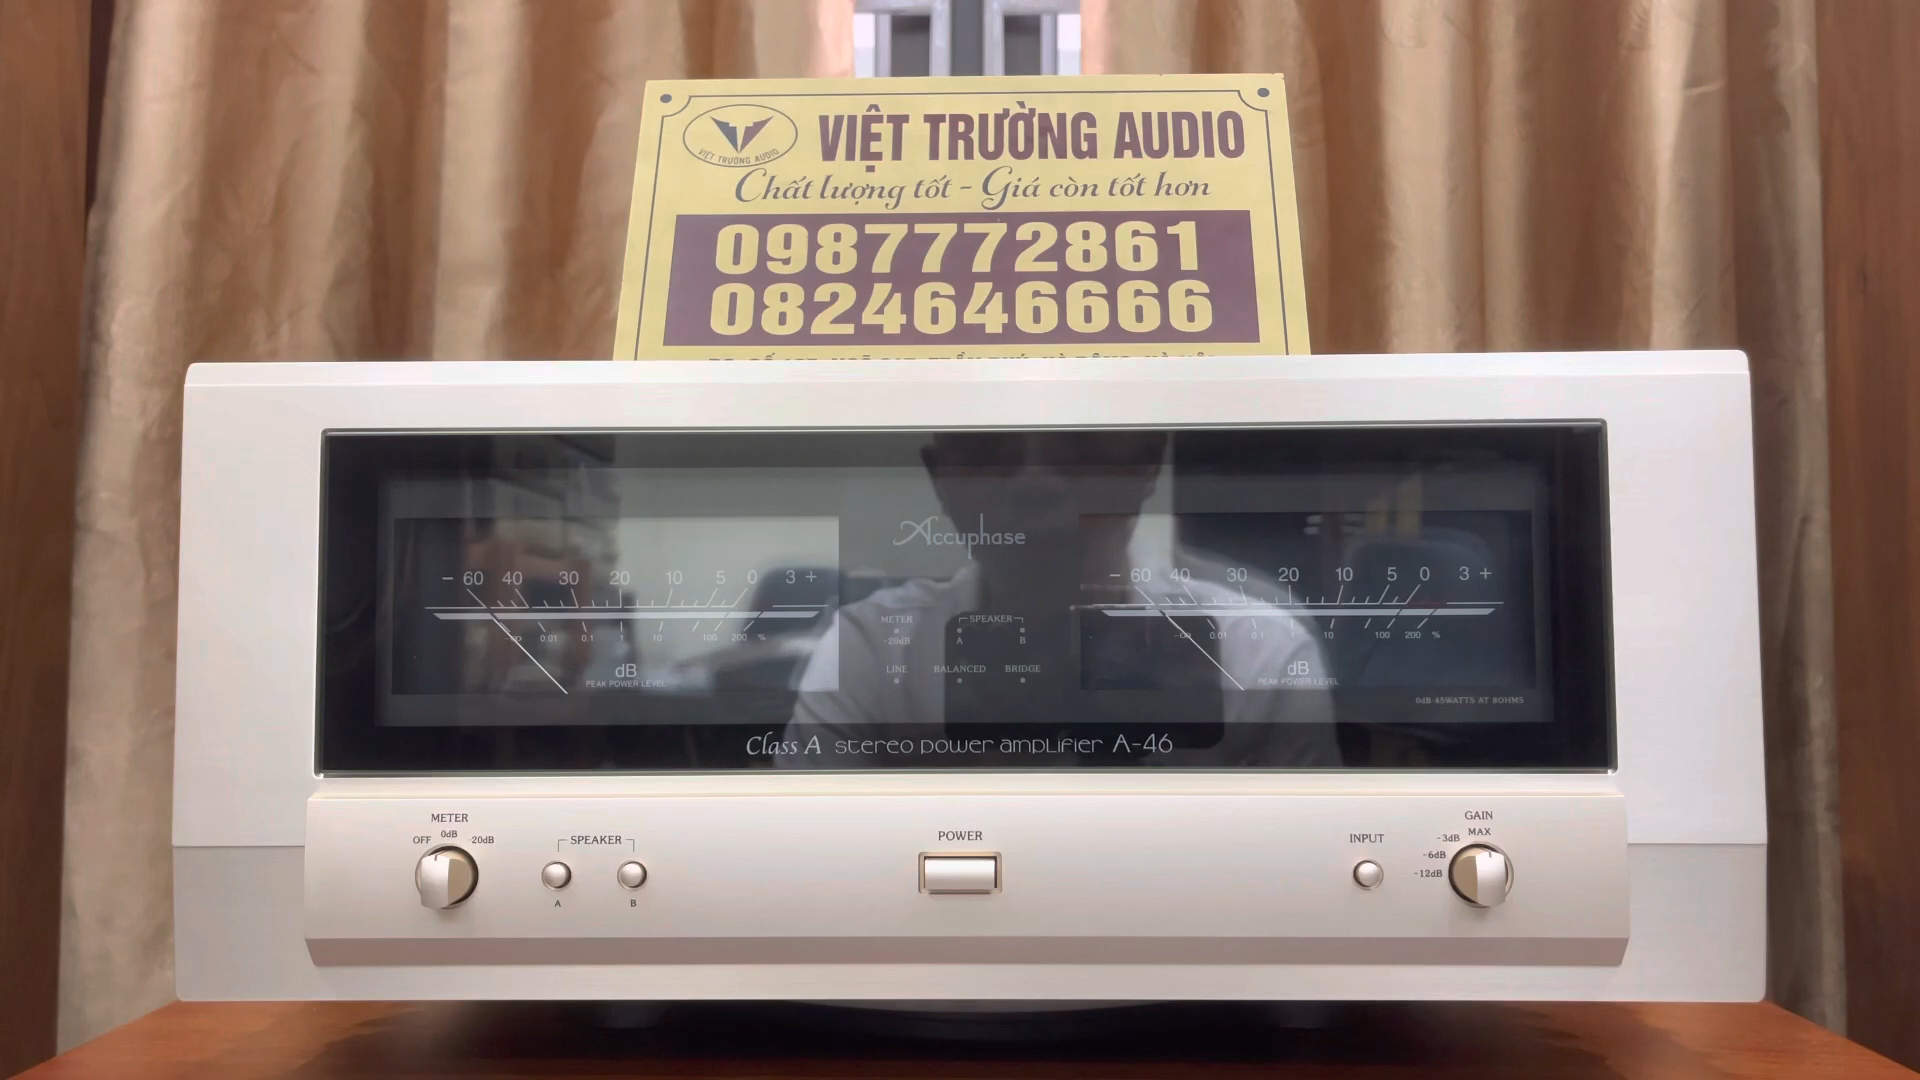 VIỆT TRƯỜNG AUDIO
VIỆT TRƯỜNG AUDIO
Chất lượng tốt - Giá còn tốt hơn
0987772861
0824646666
Accuphase
- 60 40 30 20 10 5 0 3 +
- 60 40 30 20 10 5 0 3 +
-∞ 0.01 0.1 1 10 100 200 %
-∞ 0.01 0.1 1 10 100 200 %
dB
PEAK POWER LEVEL
dB
PEAK POWER LEVEL
METER
-20dB
SPEAKER
A B
LINE BALANCED BRIDGE
0dB 45WATTS AT 8OHMS
Class A stereo power amplifier A-46
METER
OFF 0dB -20dB
SPEAKER
A B
POWER
INPUT
GAIN
MAX
-3dB
-6dB
-12dB